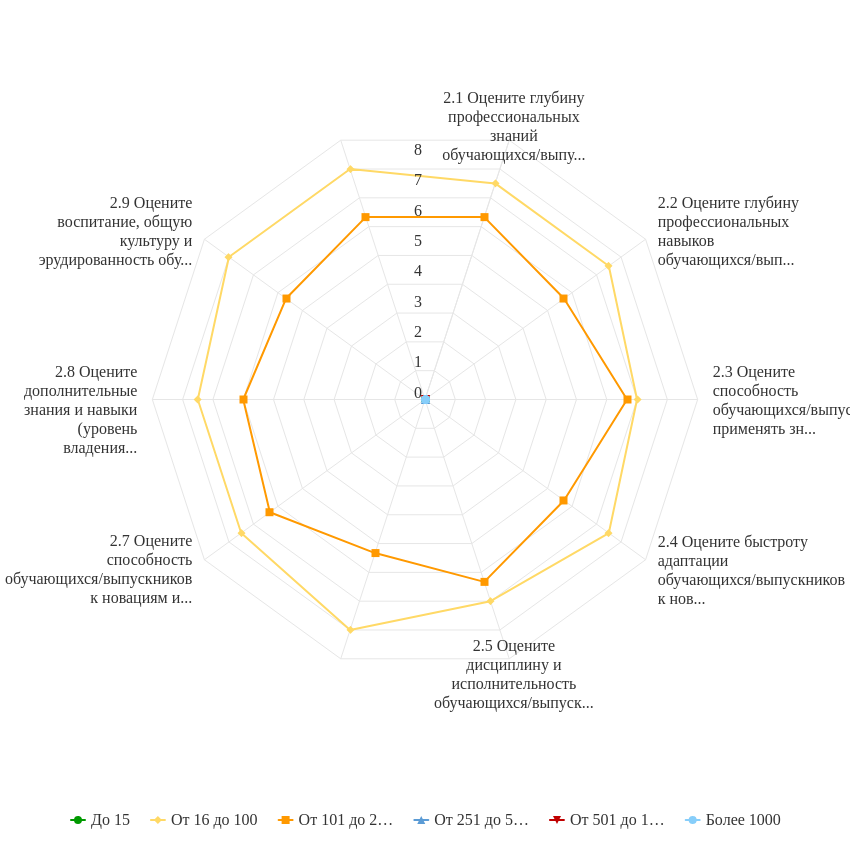 2.1 Оцените глубину
профессиональных
знаний
обучающихся/выпу...
2.2 Оцените глубину
профессиональных
навыков
обучающихся/вып...
2.3 Оцените
способность
обучающихся/выпус
применять зн...
2.4 Оцените быстроту
адаптации
обучающихся/выпускников
к нов...
2.5 Оцените
дисциплину и
исполнительность
обучающихся/выпуск...
2.7 Оцените
способность
обучающихся/выпускников
к новациям и...
2.8 Оцените
дополнительные
знания и навыки
(уровень
владения...
2.9 Оцените
воспитание, общую
культуру и
эрудированность обу...
8
7
6
5
4
3
2
1
0
До 15
От 16 до 100
От 101 до 2…
От 251 до 5…
От 501 до 1…
Более 1000